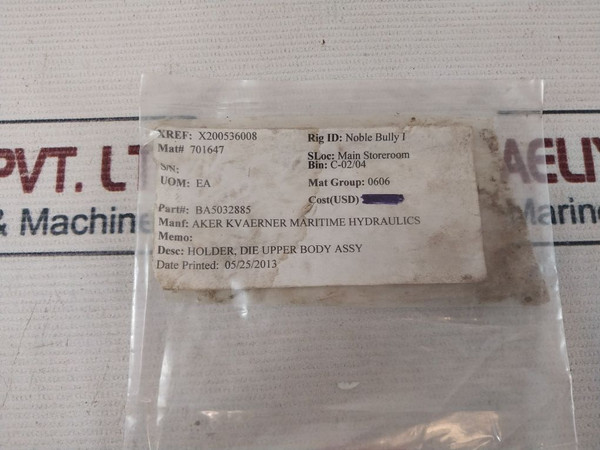 XREF: X200536008
Mat# 701647
S/N:
UOM: EA
Rig ID: Noble Bully I
SLoc: Main Storeroom
Bin: C-02/04
Mat Group: 0606
Cost(USD)
Part#: BA5032885
Manf: AKER KVAERNER MARITIME HYDRAULICS
Memo:
Desc: HOLDER, DIE UPPER BODY ASSY
Date Printed: 05/25/2013
PVT. LT
& Machine
AELIY
Marin